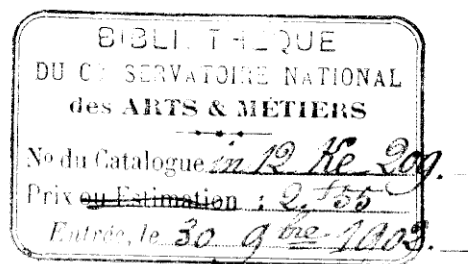 BIBLIOTHEQUE
DU CONSERVATOIRE NATIONAL
des ARTS & MÉTIERS
No du Catalogue in 12 Ke 209.
Prix ou Estimation : 2.f 55
Entrée, le 30 9bre 1903.